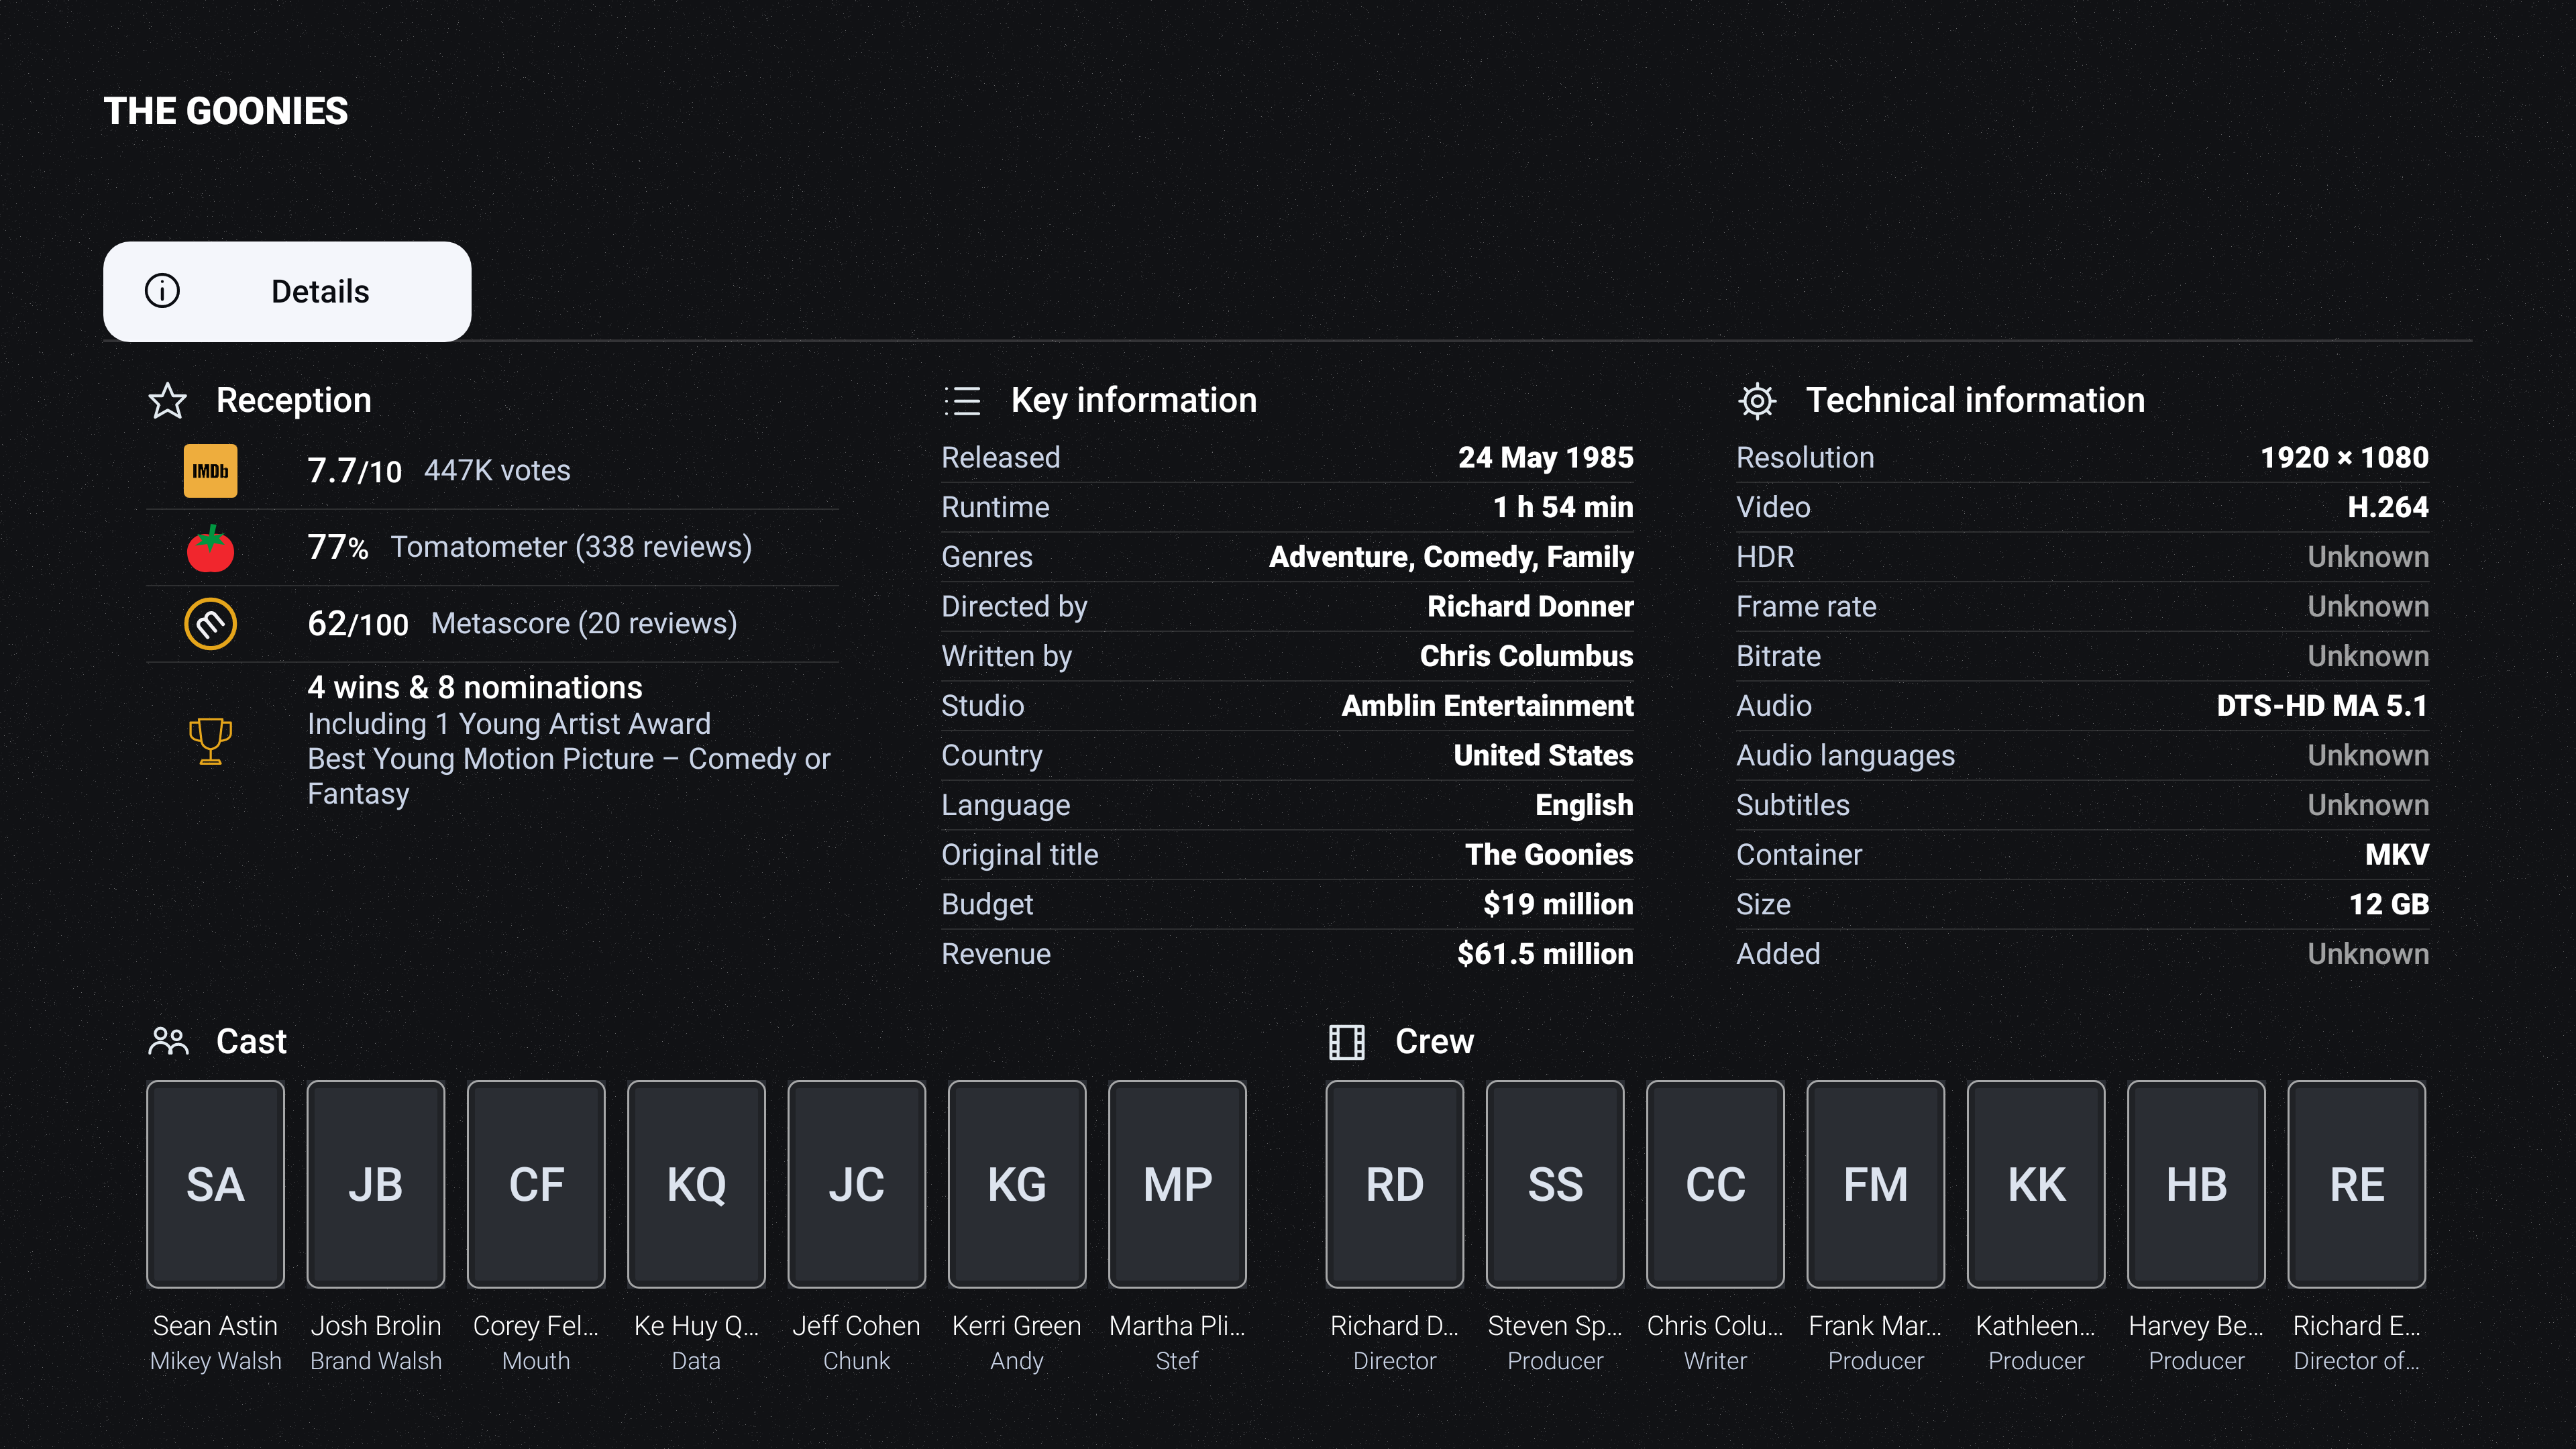 THE GOONIES
Details
Reception
IMDb 7.7/10 447K votes
77% Tomatometer (338 reviews)
62/100 Metascore (20 reviews)
4 wins & 8 nominations
Including 1 Young Artist Award
Best Young Motion Picture – Comedy or
Fantasy
Key information
Released 24 May 1985
Runtime 1 h 54 min
Genres Adventure, Comedy, Family
Directed by Richard Donner
Written by Chris Columbus
Studio Amblin Entertainment
Country United States
Language English
Original title The Goonies
Budget $19 million
Revenue $61.5 million
Technical information
Resolution 1920 × 1080
Video H.264
HDR Unknown
Frame rate Unknown
Bitrate Unknown
Audio DTS-HD MA 5.1
Audio languages Unknown
Subtitles Unknown
Container MKV
Size 12 GB
Added Unknown
Cast
SA JB CF KQ JC KG MP
Sean Astin Josh Brolin Corey Fel... Ke Huy Q... Jeff Cohen Kerri Green Martha Pli...
Mikey Walsh Brand Walsh Mouth Data Chunk Andy Stef
Crew
RD SS CC FM KK HB RE
Richard D... Steven Sp... Chris Colu... Frank Mar... Kathleen... Harvey Be... Richard E...
Director Producer Writer Producer Producer Producer Director of...